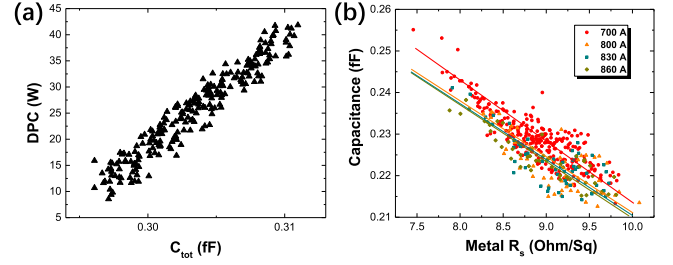 (a)
DPC (W)
45
40
35
30
25
20
15
10
5
0.30
0.31
C_tot (fF)
(b)
Capacitance (fF)
0.26
0.25
0.24
0.23
0.22
0.21
7.5
8.0
8.5
9.0
9.5
10.0
Metal R_s (Ohm/Sq)
700 A
800 A
830 A
860 A